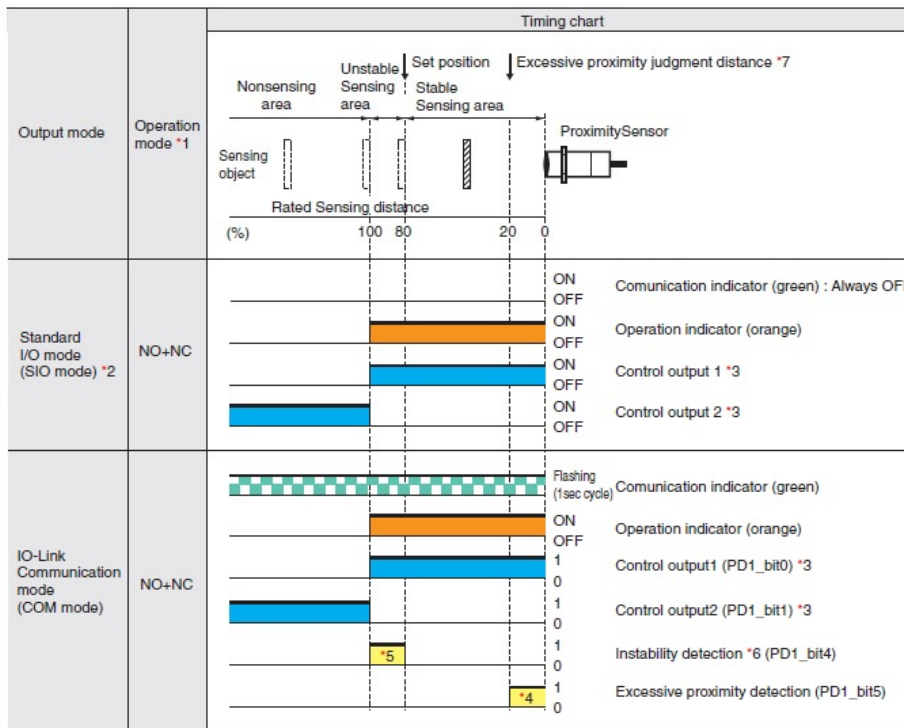 Timing chart
Output mode
Operation
mode *1
Set position
Excessive proximity judgment distance *7
Unstable
Sensing
area
Nonsensing
area
Stable
Sensing area
ProximitySensor
Sensing
object
Rated Sensing distance
(%)
100
80
20
0
Standard
I/O mode
(SIO mode) *2
NO+NC
ON
OFF
Comunication indicator (green) : Always OFF
ON
OFF
Operation indicator (orange)
ON
OFF
Control output 1 *3
ON
OFF
Control output 2 *3
IO-Link
Communication
mode
(COM mode)
NO+NC
Flashing
(1sec cycle)
Comunication indicator (green)
ON
OFF
Operation indicator (orange)
1
0
Control output1 (PD1_bit0) *3
1
0
Control output2 (PD1_bit1) *3
*5
1
0
Instability detection *6 (PD1_bit4)
*4
1
0
Excessive proximity detection (PD1_bit5)